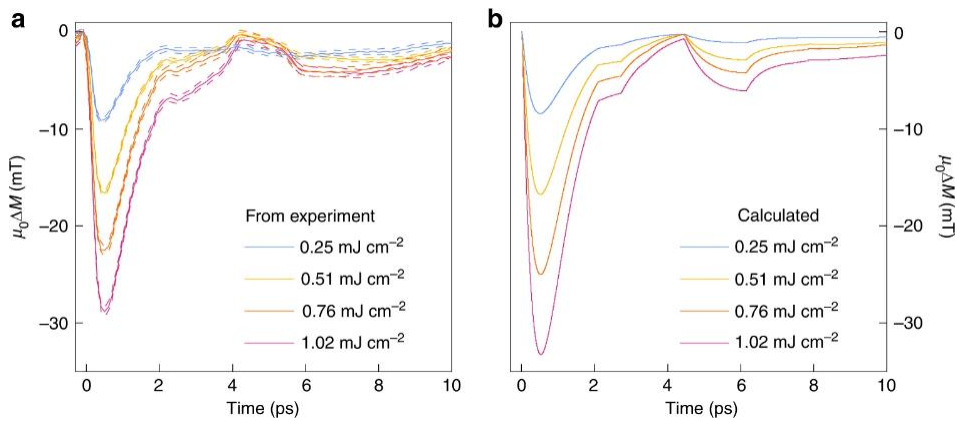 a
b
0
−10
−20
−30
μ₀ΔM (mT)
From experiment
0.25 mJ cm⁻²
0.51 mJ cm⁻²
0.76 mJ cm⁻²
1.02 mJ cm⁻²
0 2 4 6 8 10
Time (ps)
Calculated
0.25 mJ cm⁻²
0.51 mJ cm⁻²
0.76 mJ cm⁻²
1.02 mJ cm⁻²
0 2 4 6 8 10
Time (ps)
0
−10
−20
−30
μ₀ΔM (mT)